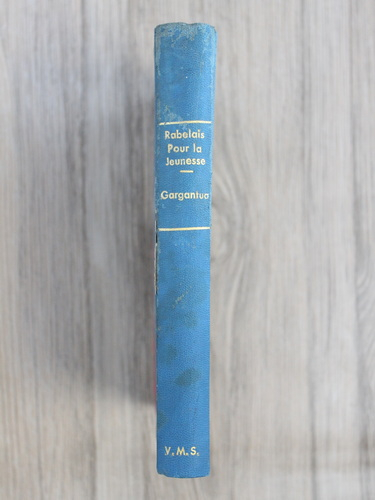 Rabelais
Pour la
Jeunesse
Gargantua
V. M. S.